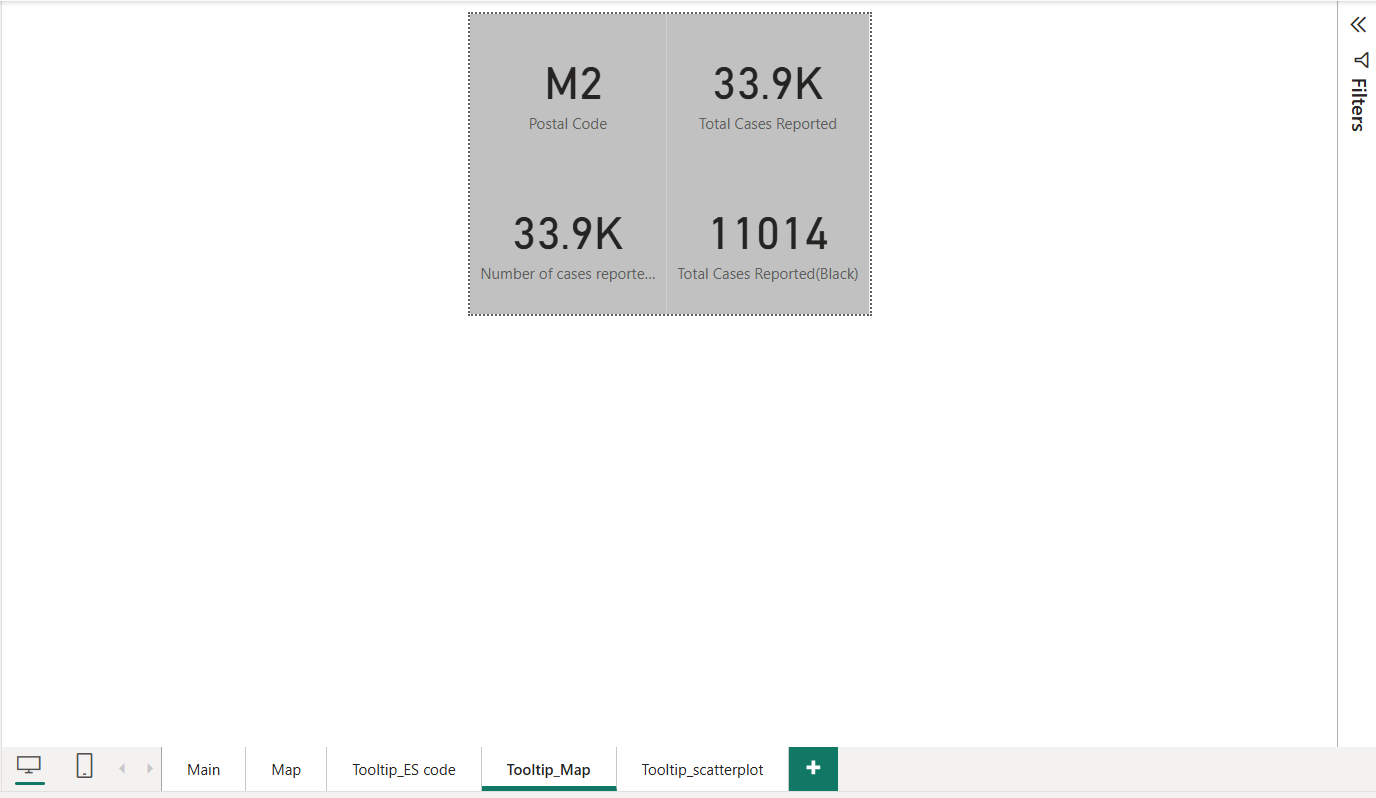 M2
Postal Code
33.9K
Total Cases Reported
33.9K
Number of cases reporte...
11014
Total Cases Reported(Black)
Filters
Main
Map
Tooltip_ES code
Tooltip_Map
Tooltip_scatterplot